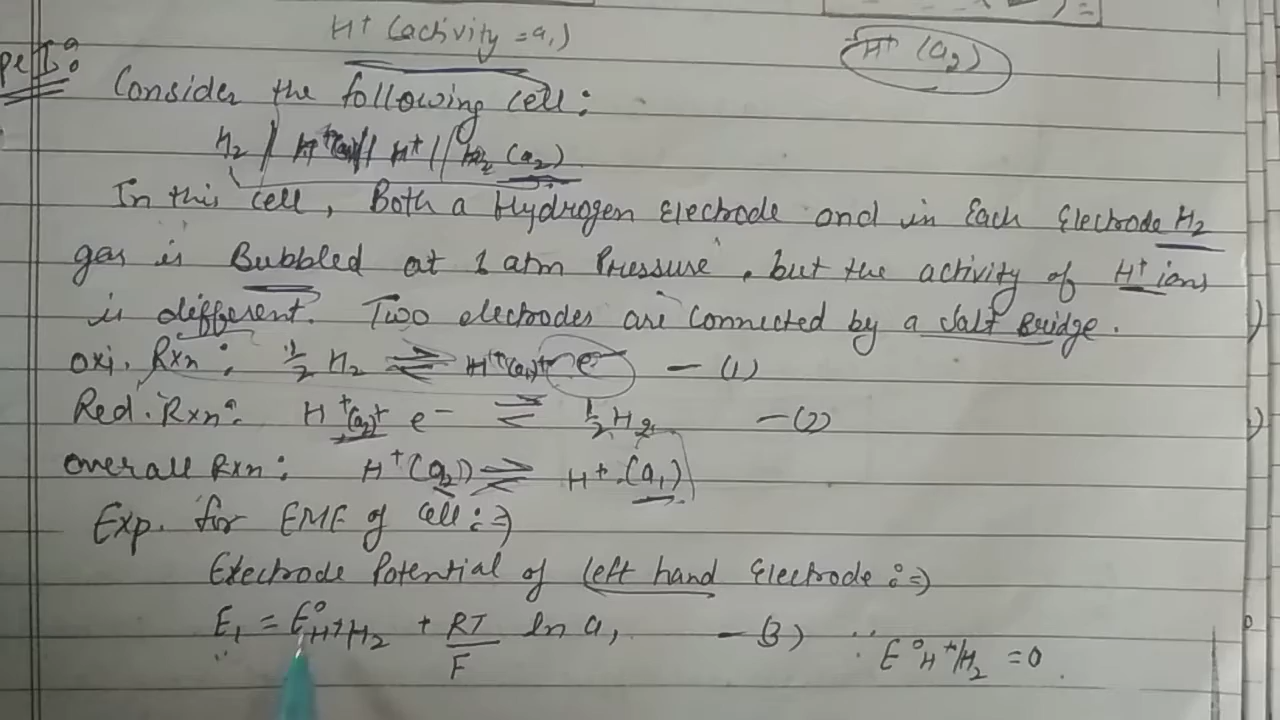 H+ (activity = a₁)
H+ (a₂)
pe I:
Consider the following cell:
H₂ / H+(a₁) // H+ // H₂ (a₂)
In this cell, Both a Hydrogen Electrode and in Each Electrode H₂
gas is Bubbled at 1 atm Pressure, but the activity of H+ ions
is different. Two electrodes are connected by a Salt Bridge.
Oxi. Rxn: 1/2 H₂ ⇌ H+(a₁) + e⁻ — (1)
Red. Rxn: H+(a₂) + e⁻ ⇌ 1/2 H₂ — (2)
Overall Rxn: H+(a₂) ⇌ H+.(a₁)
Exp. for EMF of Cell :⇒
Electrode Potential of left hand Electrode :⇒
E₁ = E°H+/H₂ + RT/F ln a₁ — (3) ∵ E°H+/H₂ = 0